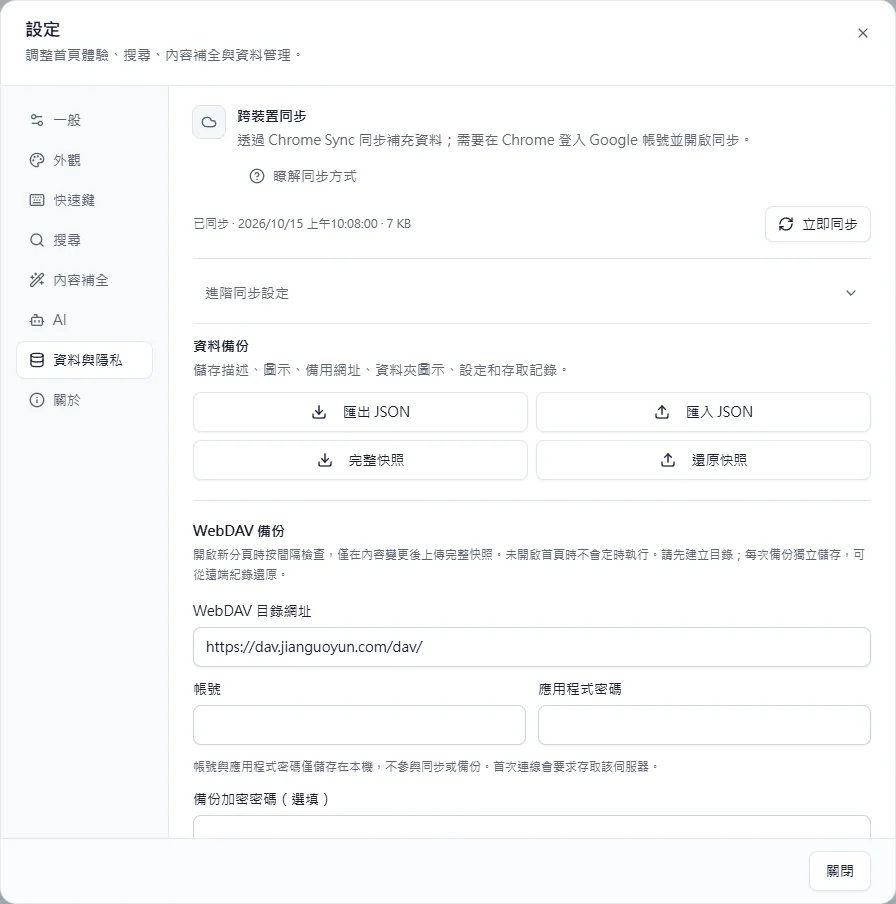 設定
調整首頁體驗、搜尋、內容補全與資料管理。
一般
外觀
快速鍵
搜尋
內容補全
AI
資料與隱私
關於
跨裝置同步
透過 Chrome Sync 同步補充資料；需要在 Chrome 登入 Google 帳號並開啟同步。
瞭解同步方式
已同步 · 2026/10/15 上午10:08:00 · 7 KB
立即同步
進階同步設定
資料備份
儲存描述、圖示、備用網址、資料夾圖示、設定和存取記錄。
匯出 JSON
匯入 JSON
完整快照
還原快照
WebDAV 備份
開啟新分頁時按間隔檢查，僅在內容變更後上傳完整快照。未開啟首頁時不會定時執行。請先建立目錄；每次備份獨立儲存，可
從遠端紀錄還原。
WebDAV 目錄網址
https://dav.jianguoyun.com/dav/
帳號
應用程式密碼
帳號與應用程式密碼僅儲存在本機，不參與同步或備份。首次連線會要求存取該伺服器。
備份加密密碼（選填）
關閉